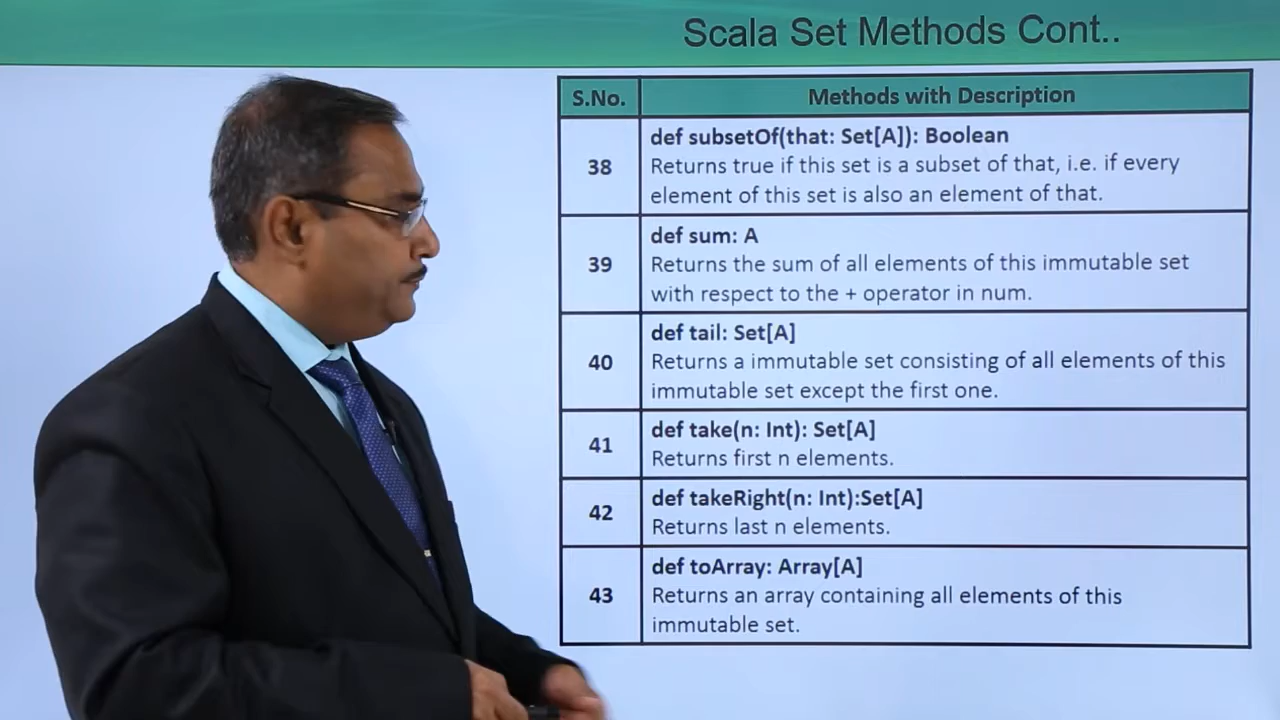 Scala Set Methods Cont..
S.No.
Methods with Description
38
def subsetOf(that: Set[A]): Boolean
Returns true if this set is a subset of that, i.e. if every
element of this set is also an element of that.
39
def sum: A
Returns the sum of all elements of this immutable set
with respect to the + operator in num.
40
def tail: Set[A]
Returns a immutable set consisting of all elements of this
immutable set except the first one.
41
def take(n: Int): Set[A]
Returns first n elements.
42
def takeRight(n: Int):Set[A]
Returns last n elements.
43
def toArray: Array[A]
Returns an array containing all elements of this
immutable set.